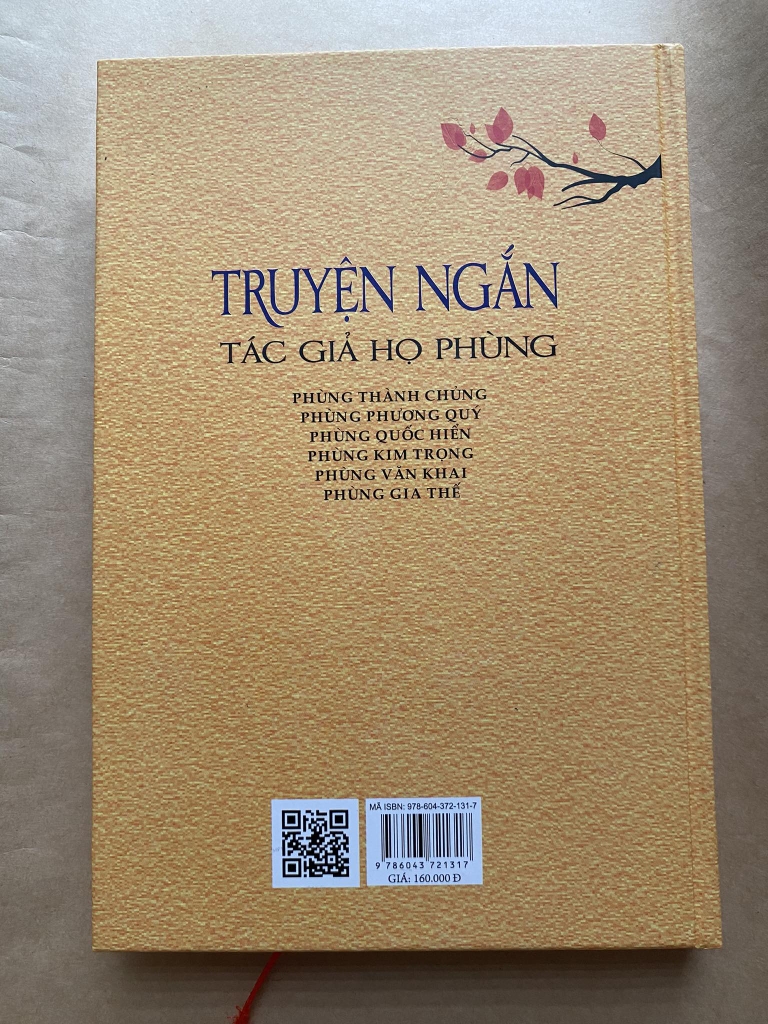 TRUYỆN NGẮN
TÁC GIẢ HỌ PHÙNG
PHÙNG THÀNH CHỦNG
PHÙNG PHƯƠNG QUÝ
PHÙNG QUỐC HIỂN
PHÙNG KIM TRỌNG
PHÙNG VĂN KHAI
PHÙNG GIA THẾ
MÃ ISBN: 978-604-372-131-7
9 786043 721317
GIÁ: 160.000 Đ